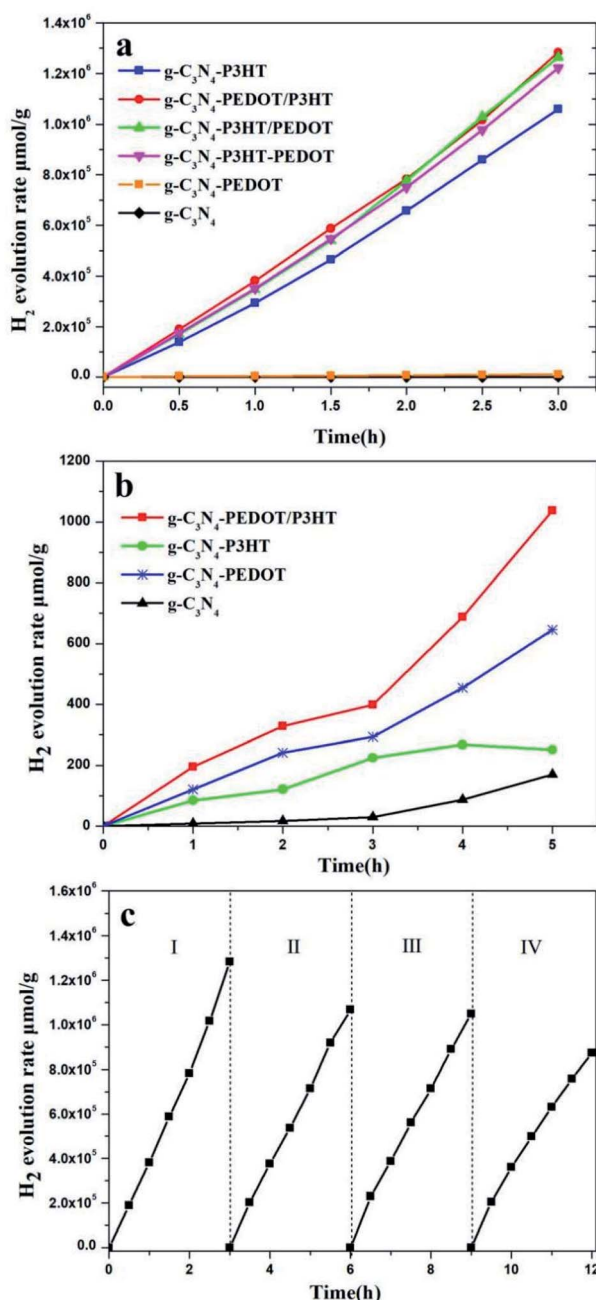 a
g-C₃N₄-P3HT
g-C₃N₄-PEDOT/P3HT
g-C₃N₄-P3HT/PEDOT
g-C₃N₄-P3HT-PEDOT
g-C₃N₄-PEDOT
g-C₃N₄
H₂ evolution rate μmol/g
1.4x10⁶
1.2x10⁶
1.0x10⁶
8.0x10⁵
6.0x10⁵
4.0x10⁵
2.0x10⁵
0.0
0.0 0.5 1.0 1.5 2.0 2.5 3.0
Time(h)
b
g-C₃N₄-PEDOT/P3HT
g-C₃N₄-P3HT
g-C₃N₄-PEDOT
g-C₃N₄
H₂ evolution rate μmol/g
1200
1000
800
600
400
200
0
0 1 2 3 4 5
Time(h)
c
I II III IV
H₂ evolution rate μmol/g
1.6x10⁶
1.4x10⁶
1.2x10⁶
1.0x10⁶
8.0x10⁵
6.0x10⁵
4.0x10⁵
2.0x10⁵
0.0
0 2 4 6 8 10 12
Time(h)